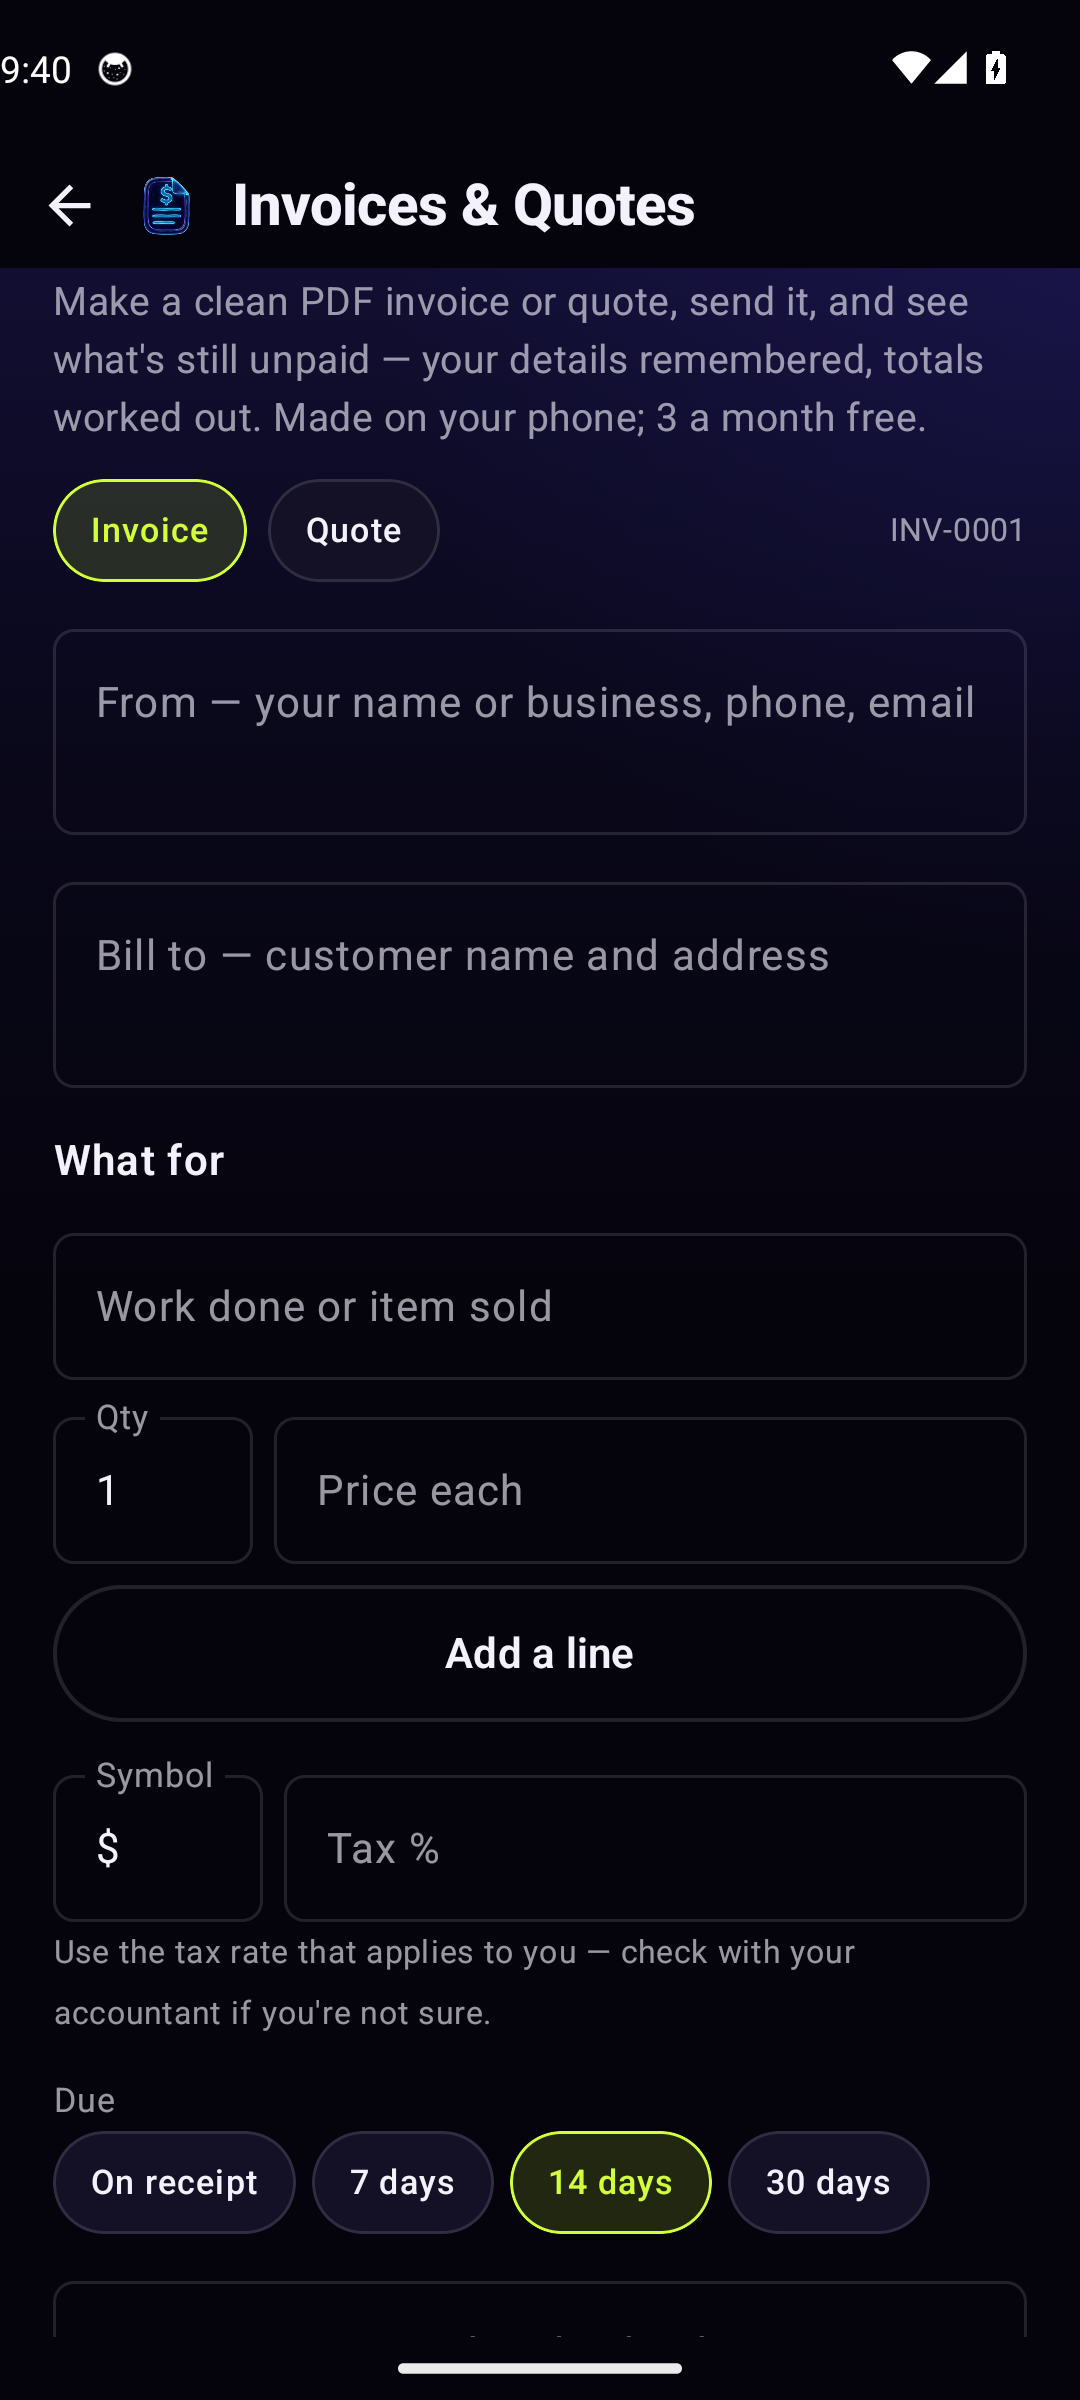 9:40
Invoices & Quotes
Make a clean PDF invoice or quote, send it, and see
what's still unpaid — your details remembered, totals
worked out. Made on your phone; 3 a month free.
Invoice Quote INV-0001
From — your name or business, phone, email
Bill to — customer name and address
What for
Work done or item sold
Qty
1 Price each
Add a line
Symbol
$ Tax %
Use the tax rate that applies to you — check with your
accountant if you're not sure.
Due
On receipt 7 days 14 days 30 days